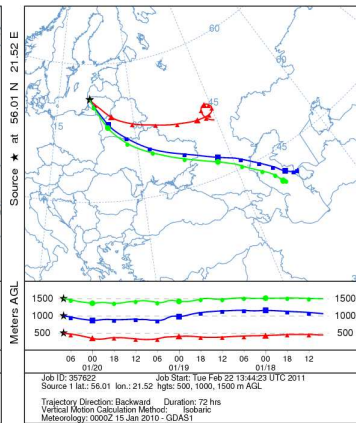 Source ★ at 56.01 N 21.52 E
60
45
15
45
Meters AGL
1500 1500
1000 1000
500 500
06 00 18 12 06 00 18 12 06 00 18 12
01/20 01/19 01/18
Job ID: 357622 Job Start: Tue Feb 22 13:44:23 UTC 2011
Source 1 lat.: 56.01 lon.: 21.52 hgts: 500, 1000, 1500 m AGL
Trajectory Direction: Backward Duration: 72 hrs
Vertical Motion Calculation Method: Isobaric
Meteorology: 0000Z 15 Jan 2010 - GDAS1